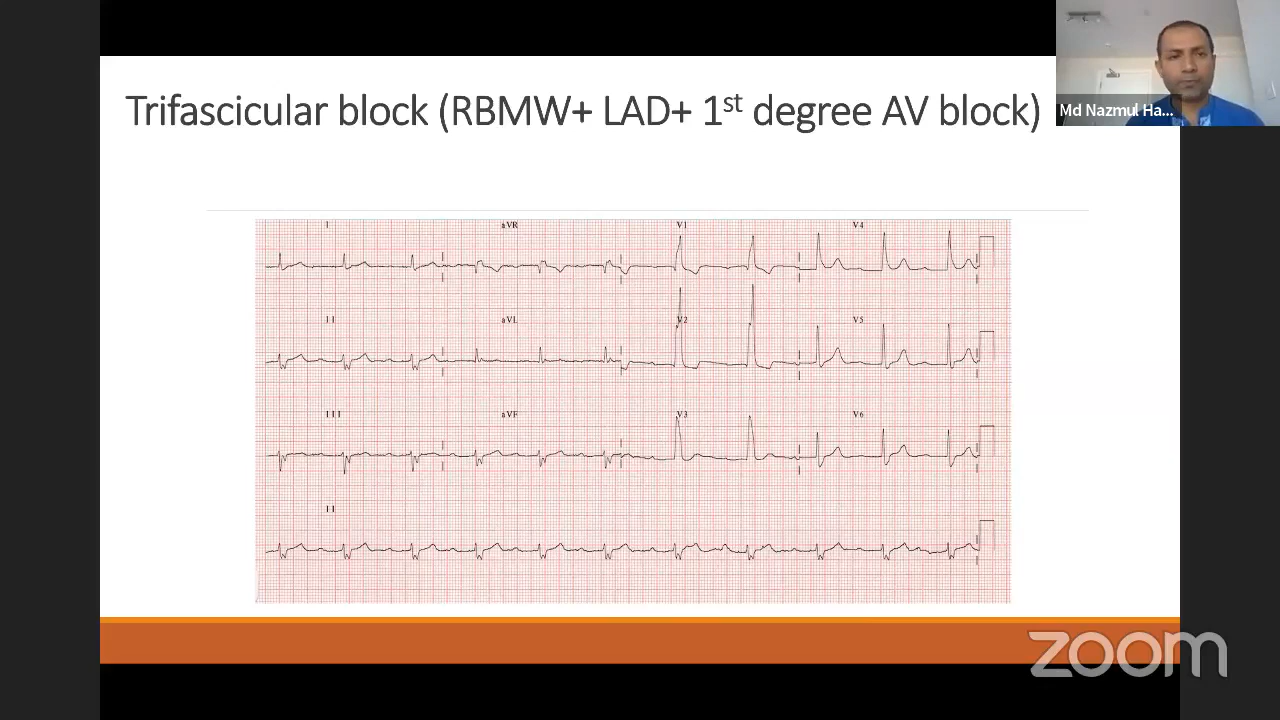 Trifascicular block (RBMW+ LAD+ 1st degree AV block)
Md Nazmul Ha...
I aVR V1 V4
II aVL V2 V5
III aVF V3 V6
II
zoom